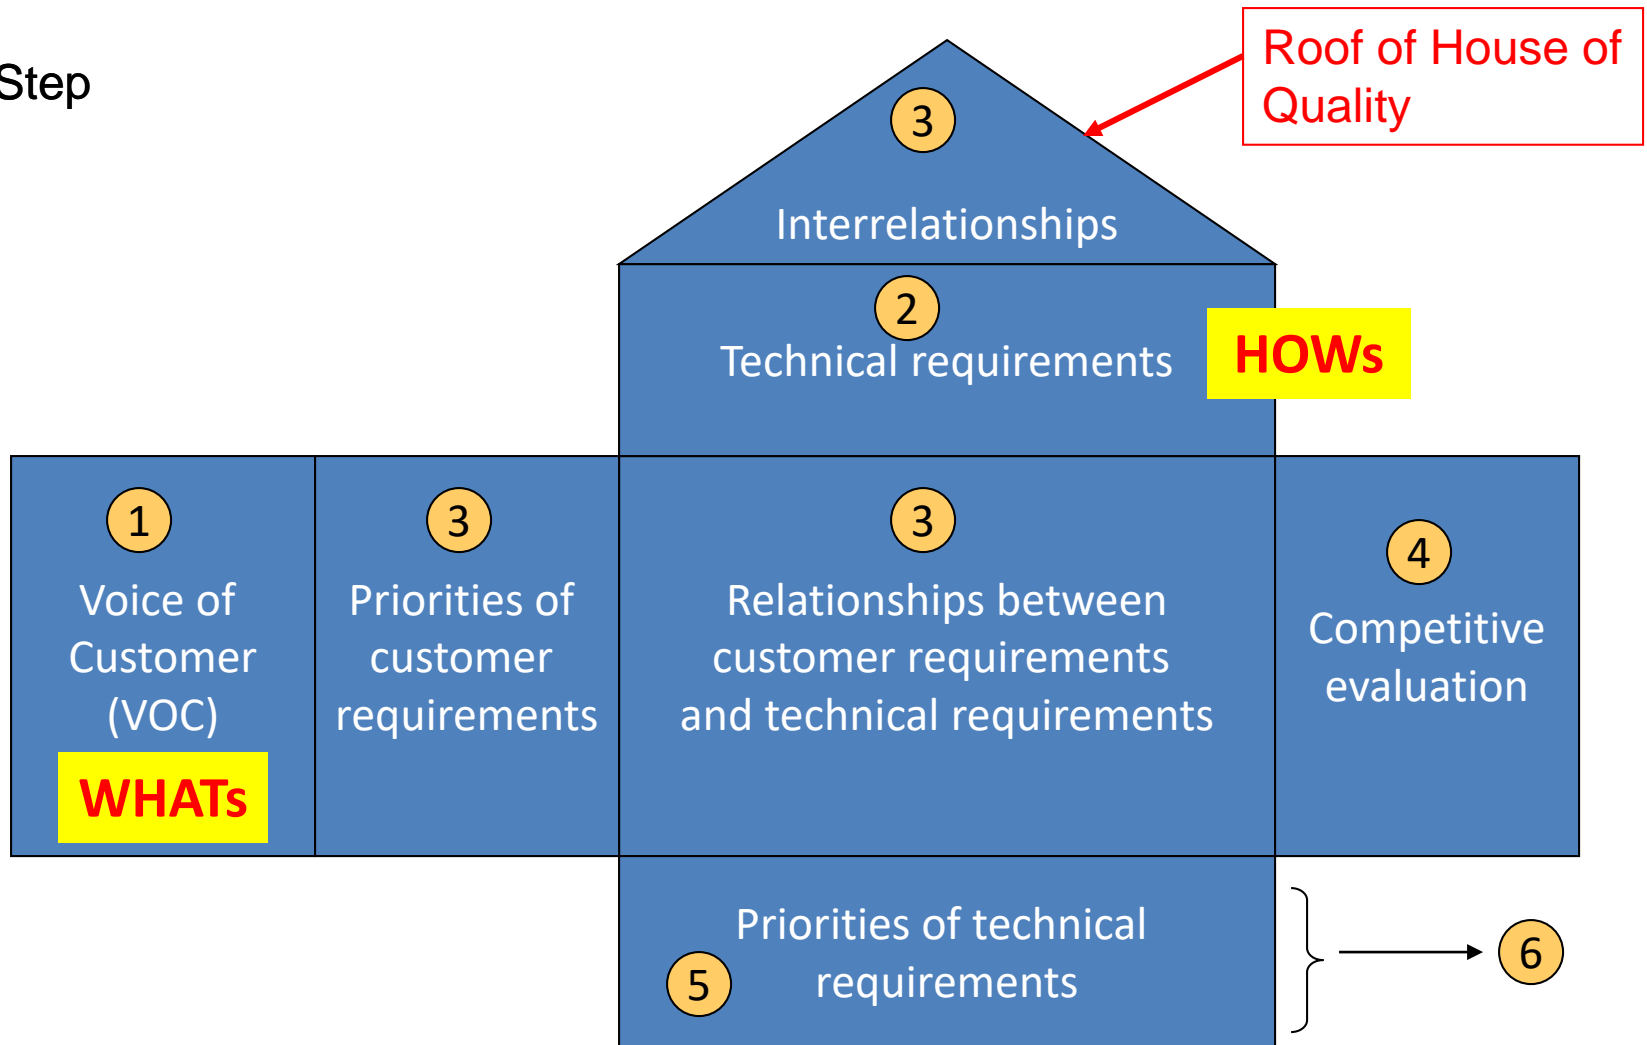 Step
Roof of House of
Quality
3
Interrelationships
2
Technical requirements
HOWs
1
Voice of
Customer
(VOC)
WHATs
3
Priorities of
customer
requirements
3
Relationships between
customer requirements
and technical requirements
4
Competitive
evaluation
Priorities of technical
requirements
5
6